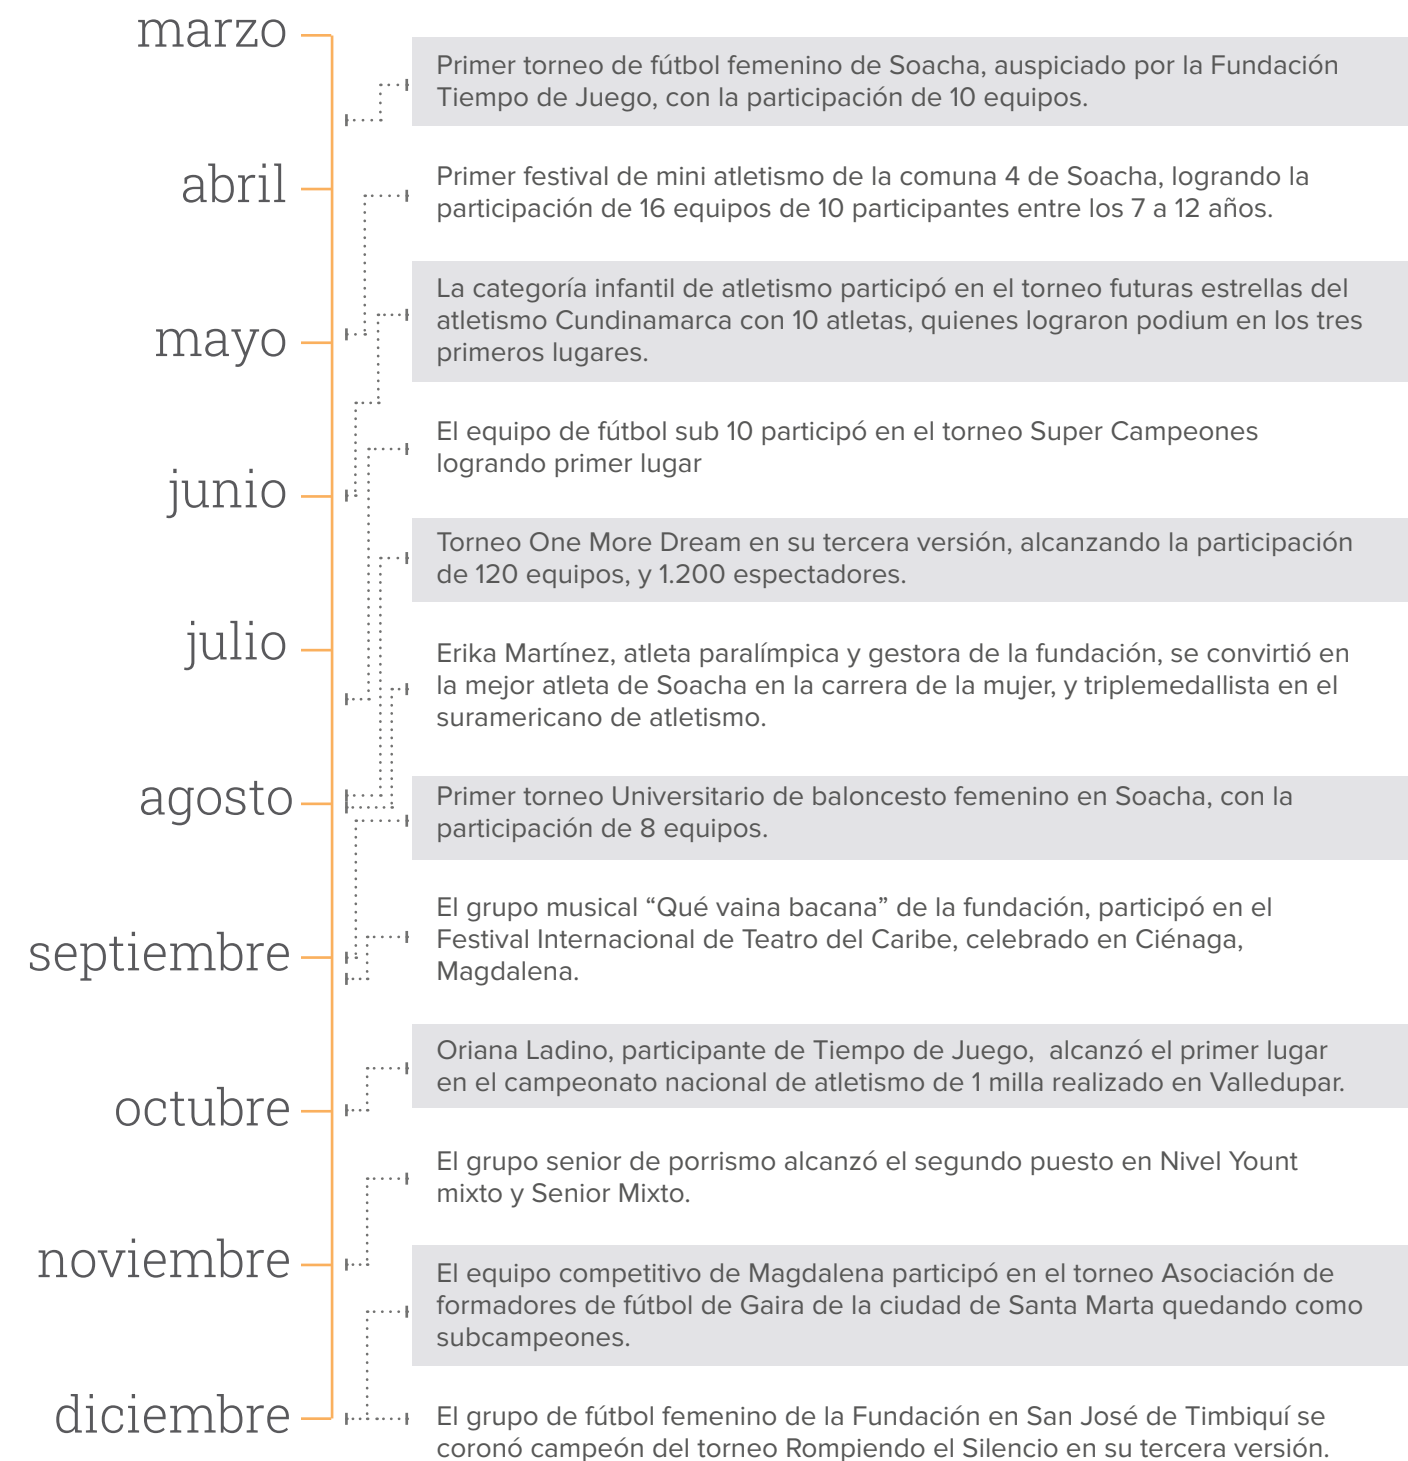 marzo
Primer torneo de fútbol femenino de Soacha, auspiciado por la Fundación
Tiempo de Juego, con la participación de 10 equipos.
abril
Primer festival de mini atletismo de la comuna 4 de Soacha, logrando la
participación de 16 equipos de 10 participantes entre los 7 a 12 años.
La categoría infantil de atletismo participó en el torneo futuras estrellas del
atletismo Cundinamarca con 10 atletas, quienes lograron podium en los tres
primeros lugares.
mayo
El equipo de fútbol sub 10 participó en el torneo Super Campeones
logrando primer lugar
junio
Torneo One More Dream en su tercera versión, alcanzando la participación
de 120 equipos, y 1.200 espectadores.
julio
Erika Martínez, atleta paralímpica y gestora de la fundación, se convirtió en
la mejor atleta de Soacha en la carrera de la mujer, y triplemedallista en el
suramericano de atletismo.
agosto
Primer torneo Universitario de baloncesto femenino en Soacha, con la
participación de 8 equipos.
septiembre
El grupo musical “Qué vaina bacana” de la fundación, participó en el
Festival Internacional de Teatro del Caribe, celebrado en Ciénaga,
Magdalena.
octubre
Oriana Ladino, participante de Tiempo de Juego,  alcanzó el primer lugar
en el campeonato nacional de atletismo de 1 milla realizado en Valledupar.
El grupo senior de porrismo alcanzó el segundo puesto en Nivel Yount
mixto y Senior Mixto.
noviembre
El equipo competitivo de Magdalena participó en el torneo Asociación de
formadores de fútbol de Gaira de la ciudad de Santa Marta quedando como
subcampeones.
diciembre
El grupo de fútbol femenino de la Fundación en San José de Timbiquí se
coronó campeón del torneo Rompiendo el Silencio en su tercera versión.